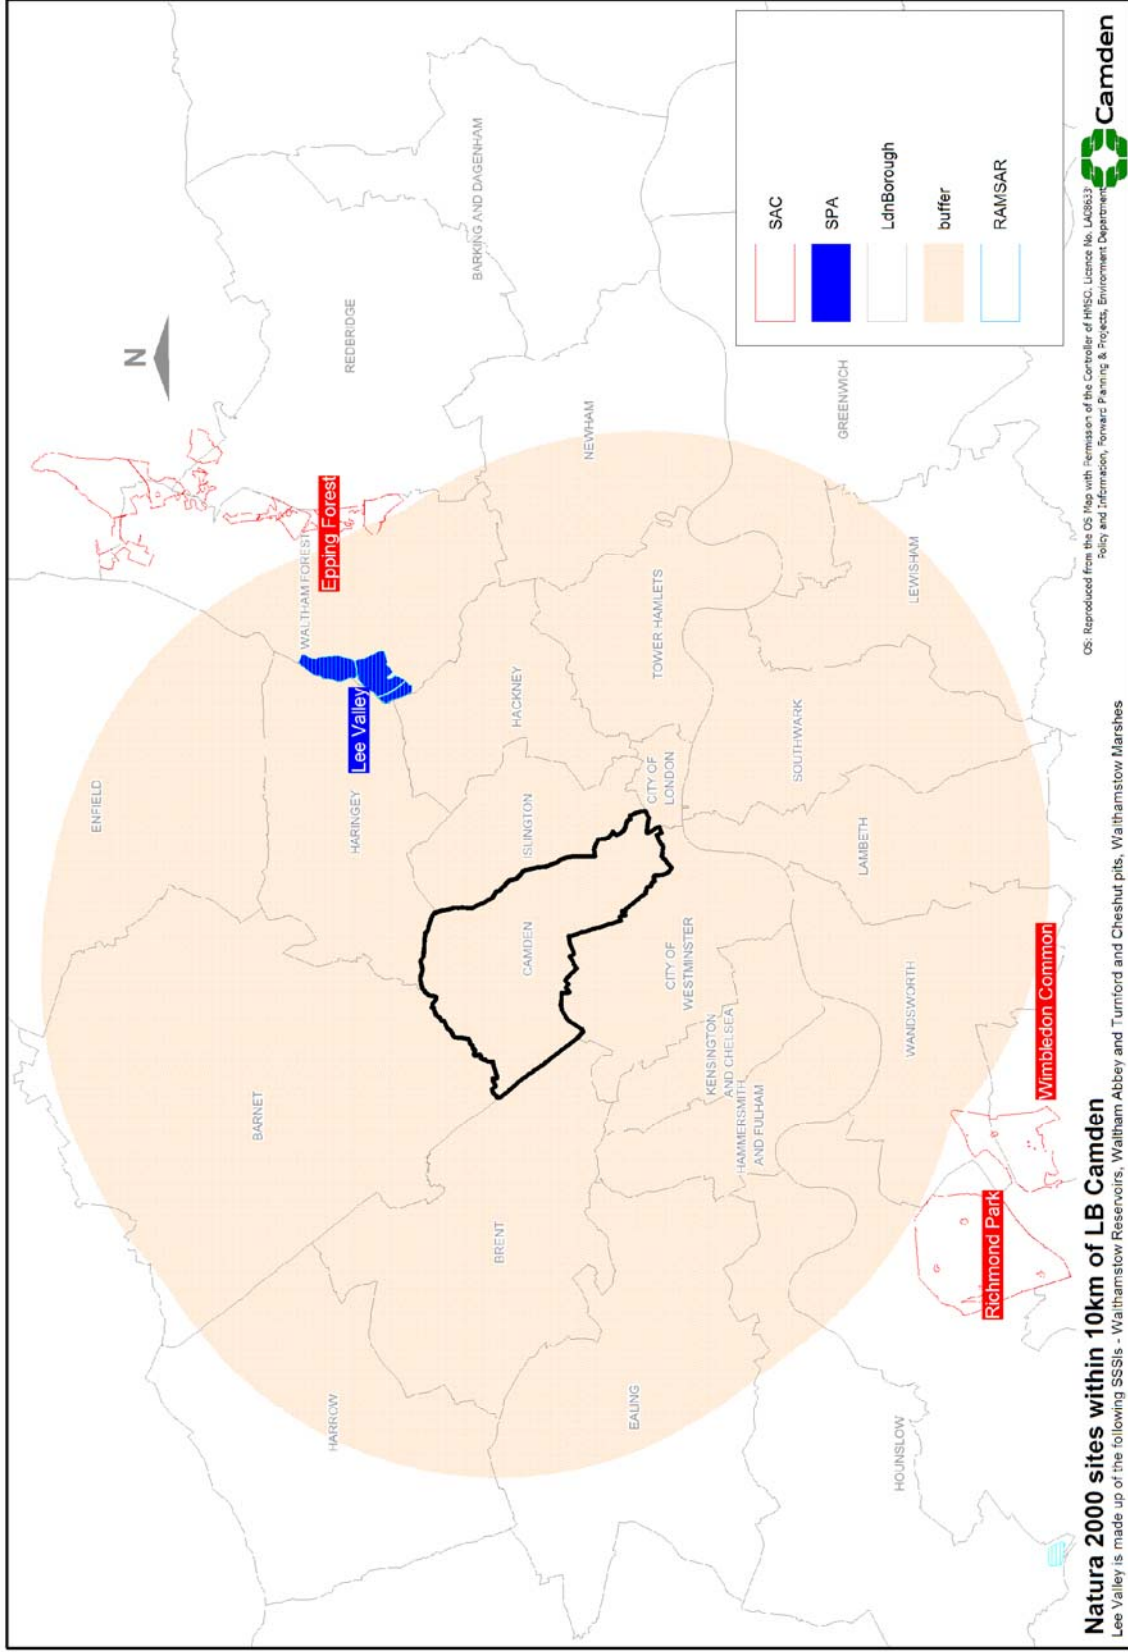 N
ENFIELD
BARNET
HARROW
HARINGEY
WALTHAM FOREST
REDBRIDGE
Epping Forest
Lee Valley
BARKING AND DAGENHAM
BRENT
CAMDEN
ISLINGTON
HACKNEY
NEWHAM
EALING
CITY OF
WESTMINSTER
CITY OF
LONDON
TOWER HAMLETS
KENSINGTON
AND CHELSEA
HAMMERSMITH
AND FULHAM
SOUTHWARK
GREENWICH
HOUNSLOW
WANDSWORTH
LAMBETH
LEWISHAM
Richmond Park
Wimbledon Common
SAC
SPA
LdnBorough
buffer
RAMSAR
Natura 2000 sites within 10km of LB Camden
Lee Valley is made up of the following SSSIs - Walthamstow Reservoirs, Waltham Abbey and Turnford and Cheshut pits, Walthamstow Marshes
OS: Reproduced from the OS Map with Permission of the Controller of HMSO. Licence No. LA08633
Policy and Information, Forward Planning & Projects, Environment Department
Camden